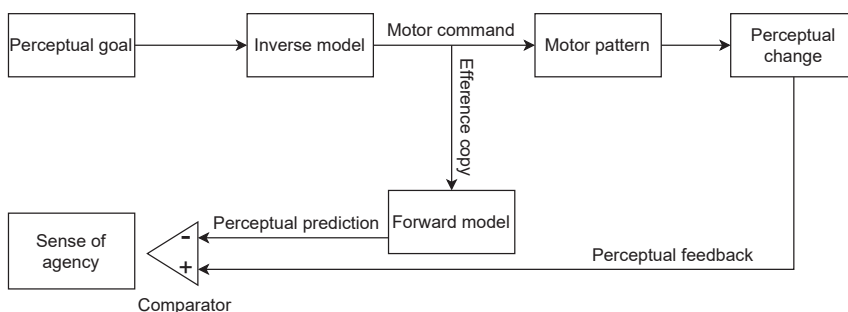 Perceptual goal
Inverse model
Motor command
Motor pattern
Perceptual
change
Efference copy
Forward model
Perceptual prediction
Sense of
agency
-
+
Perceptual feedback
Comparator